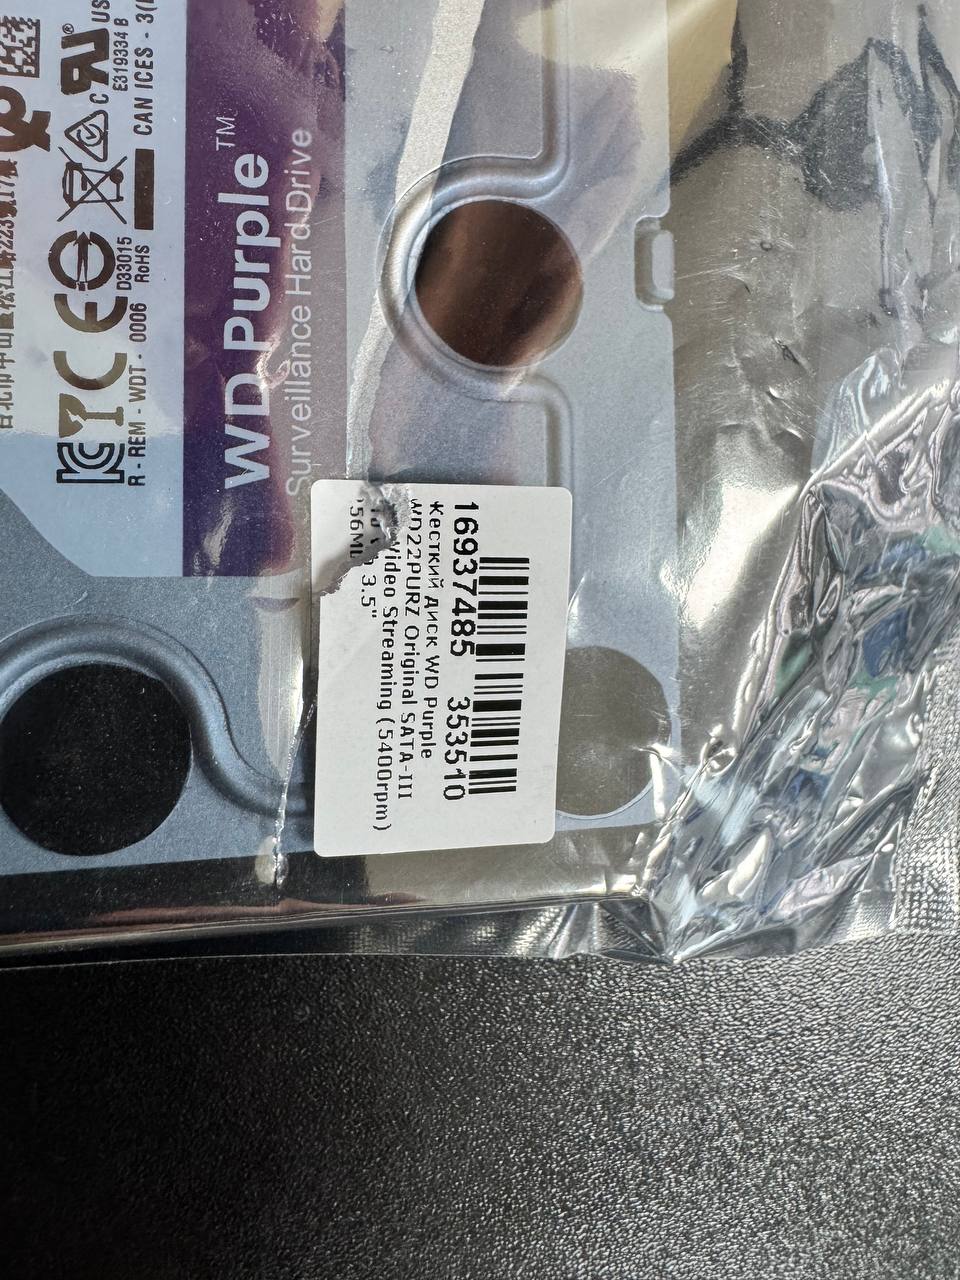 WD Purple™
Surveillance Hard Drive
R - REM - WDT - 0006
D33015
RoHS
CAN ICES - 3(
E319334 B
US
16937485 353510
Жесткий диск WD Purple
WD22PURZ Original SATA-III
Video Streaming (5400rpm)
3.5"